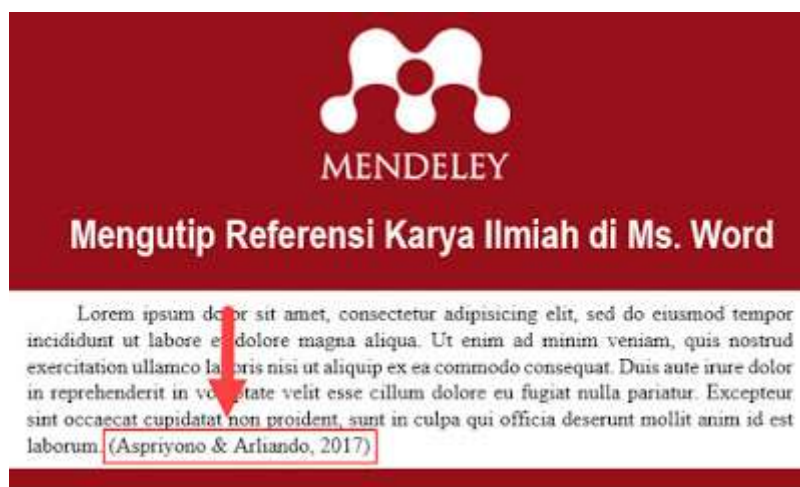 MENDELEY
Mengutip Referensi Karya Ilmiah di Ms. Word
Lorem ipsum dolor sit amet, consectetur adipisicing elit, sed do eiusmod tempor
incididunt ut labore et dolore magna aliqua. Ut enim ad minim veniam, quis nostrud
exercitation ullamco laboris nisi ut aliquip ex ea commodo consequat. Duis aute irure dolor
in reprehenderit in voluptate velit esse cillum dolore eu fugiat nulla pariatur. Excepteur
sint occaecat cupidatat non proident, sunt in culpa qui officia deserunt mollit anim id est
laborum. (Aspriyono & Arliando, 2017)